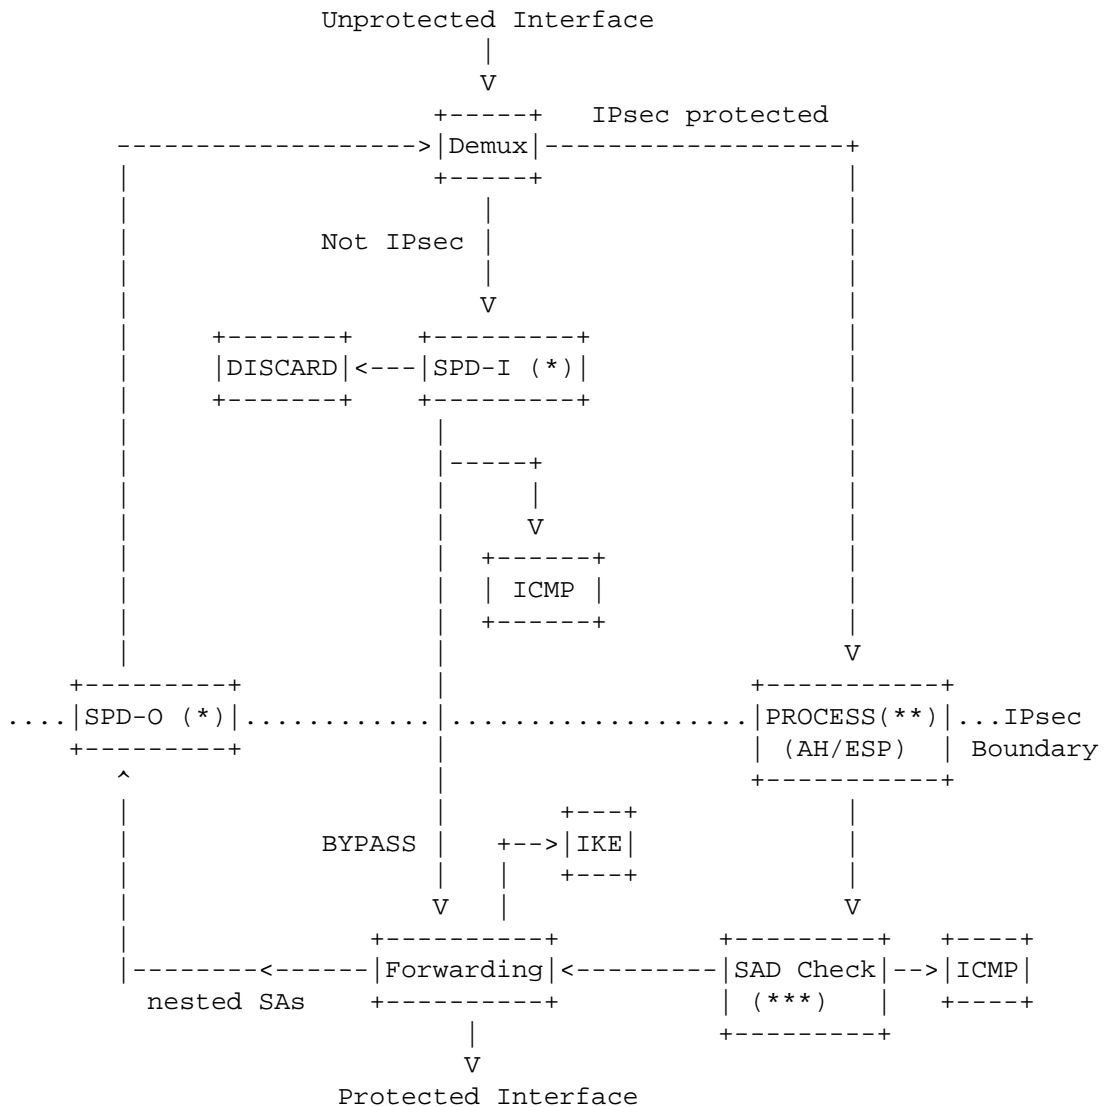 Unprotected Interface
|
V
+-----+ IPsec protected
------------------->|Demux|--------------------+
| +-----+ |
| | |
| Not IPsec | |
| | |
| V |
| +-------+ +---------+ |
| |DISCARD|<---|SPD-I (*)| |
| +-------+ +---------+ |
| | |
| |-----+ |
| | | |
| | V |
| | +------+ |
| | | ICMP | |
| | +------+ |
| | V
+---------+ | +-----------+
....|SPD-O (*)|............|...................|PROCESS(**)|...IPsec
+---------+ | | (AH/ESP) | Boundary
^ | +-----------+
| | +---+ |
| BYPASS | +-->|IKE| |
| | | +---+ |
| V | V
| +----------+ +---------+ +----+
|--------<------|Forwarding|<---------|SAD Check|-->|ICMP|
nested SAs +----------+ | (***) | +----+
| +---------+
V
Protected Interface